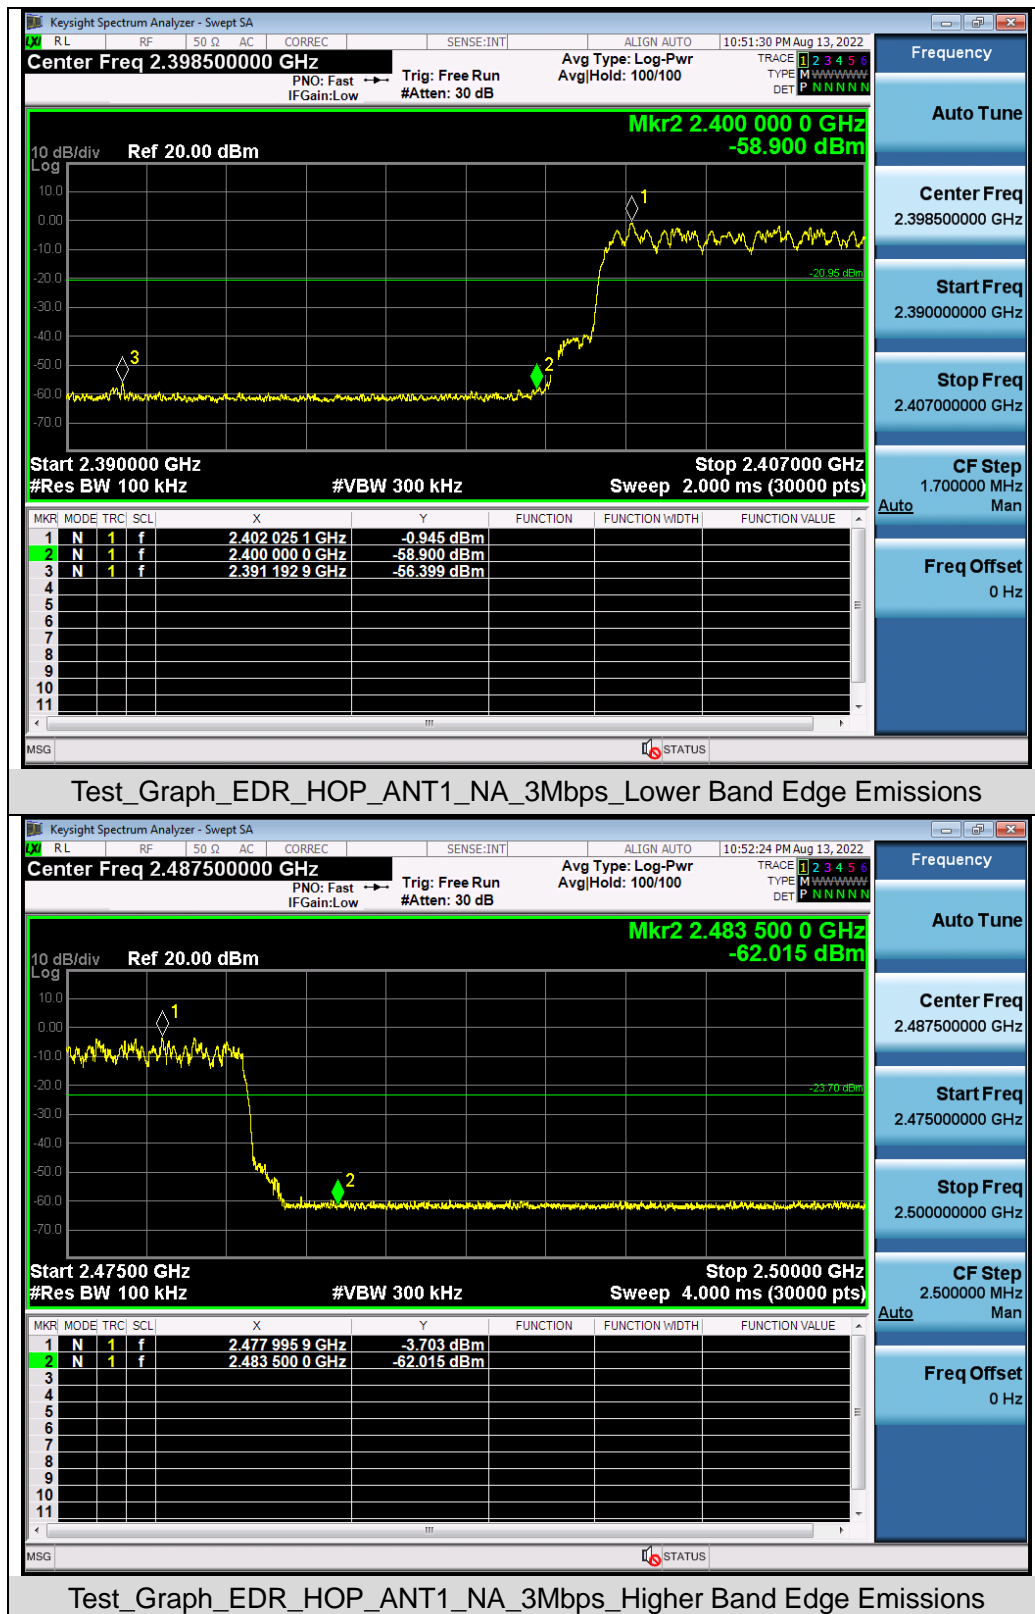 Keysight Spectrum Analyzer - Swept SA
LXI RL RF 50 Ω AC CORREC SENSE:INT ALIGN AUTO 10:51:30 PM Aug 13, 2022
Center Freq 2.398500000 GHz
PNO: Fast
IFGain:Low
Trig: Free Run
#Atten: 30 dB
Avg Type: Log-Pwr
Avg|Hold: 100/100
TRACE 1 2 3 4 5 6
TYPE M WWWWW
DET P N N N N N
Mkr2 2.400 000 0 GHz
-58.900 dBm
10 dB/div Ref 20.00 dBm
Log
10.0
0.00
-10.0
-20.0
-30.0
-40.0
-50.0
-60.0
-70.0
1
2
3
-20.95 dBm
Start 2.390000 GHz Stop 2.407000 GHz
#Res BW 100 kHz #VBW 300 kHz Sweep 2.000 ms (30000 pts)
MKR MODE TRC SCL X Y FUNCTION FUNCTION WIDTH FUNCTION VALUE
1 N 1 f 2.402 025 1 GHz -0.945 dBm
2 N 1 f 2.400 000 0 GHz -58.900 dBm
3 N 1 f 2.391 192 9 GHz -56.399 dBm
4
5
6
7
8
9
10
11
MSG STATUS
Frequency
Auto Tune
Center Freq
2.398500000 GHz
Start Freq
2.390000000 GHz
Stop Freq
2.407000000 GHz
CF Step
1.700000 MHz
Auto Man
Freq Offset
0 Hz
Test_Graph_EDR_HOP_ANT1_NA_3Mbps_Lower Band Edge Emissions
Keysight Spectrum Analyzer - Swept SA
LXI RL RF 50 Ω AC CORREC SENSE:INT ALIGN AUTO 10:52:24 PM Aug 13, 2022
Center Freq 2.487500000 GHz
PNO: Fast
IFGain:Low
Trig: Free Run
#Atten: 30 dB
Avg Type: Log-Pwr
Avg|Hold: 100/100
TRACE 1 2 3 4 5 6
TYPE M WWWWW
DET P N N N N N
Mkr2 2.483 500 0 GHz
-62.015 dBm
10 dB/div Ref 20.00 dBm
Log
10.0
0.00
-10.0
-20.0
-30.0
-40.0
-50.0
-60.0
-70.0
1
2
-23.70 dBm
Start 2.47500 GHz Stop 2.50000 GHz
#Res BW 100 kHz #VBW 300 kHz Sweep 4.000 ms (30000 pts)
MKR MODE TRC SCL X Y FUNCTION FUNCTION WIDTH FUNCTION VALUE
1 N 1 f 2.477 995 9 GHz -3.703 dBm
2 N 1 f 2.483 500 0 GHz -62.015 dBm
3
4
5
6
7
8
9
10
11
MSG STATUS
Frequency
Auto Tune
Center Freq
2.487500000 GHz
Start Freq
2.475000000 GHz
Stop Freq
2.500000000 GHz
CF Step
2.500000 MHz
Auto Man
Freq Offset
0 Hz
Test_Graph_EDR_HOP_ANT1_NA_3Mbps_Higher Band Edge Emissions